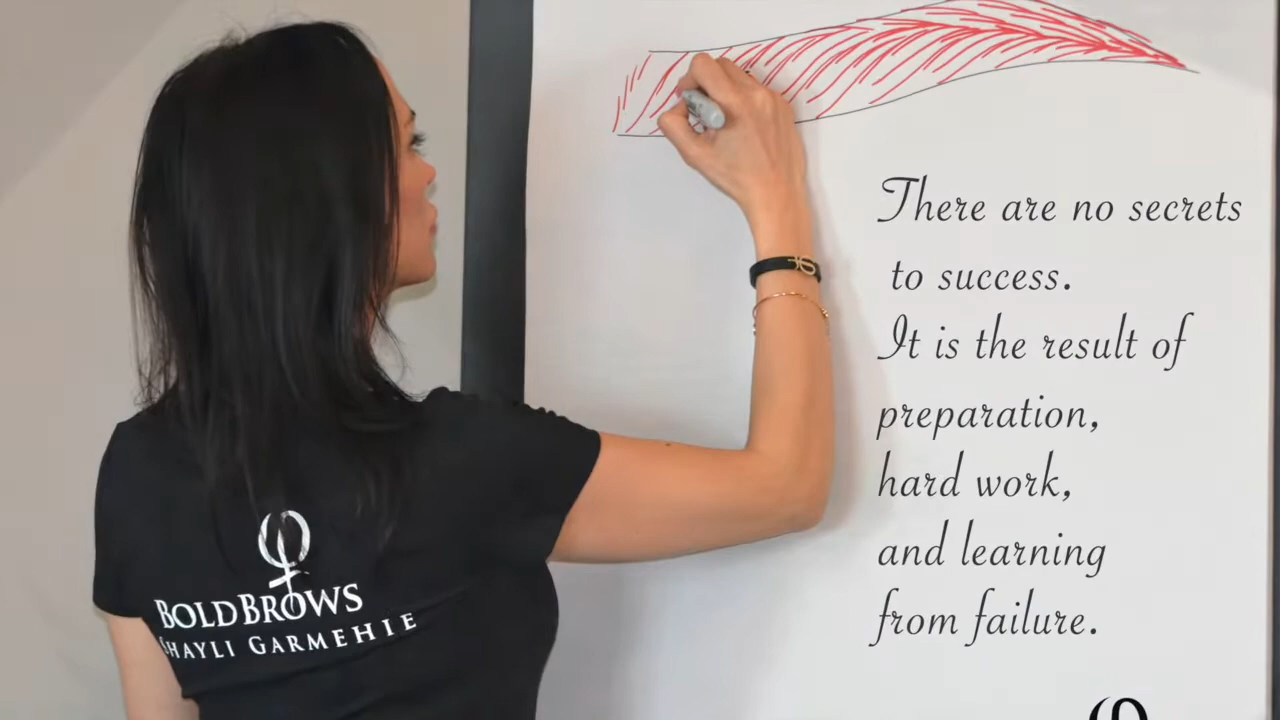 There are no secrets
to success.
It is the result of
preparation,
hard work,
and learning
from failure.
BOLDBROWS
SHAYLI GARMEHIE